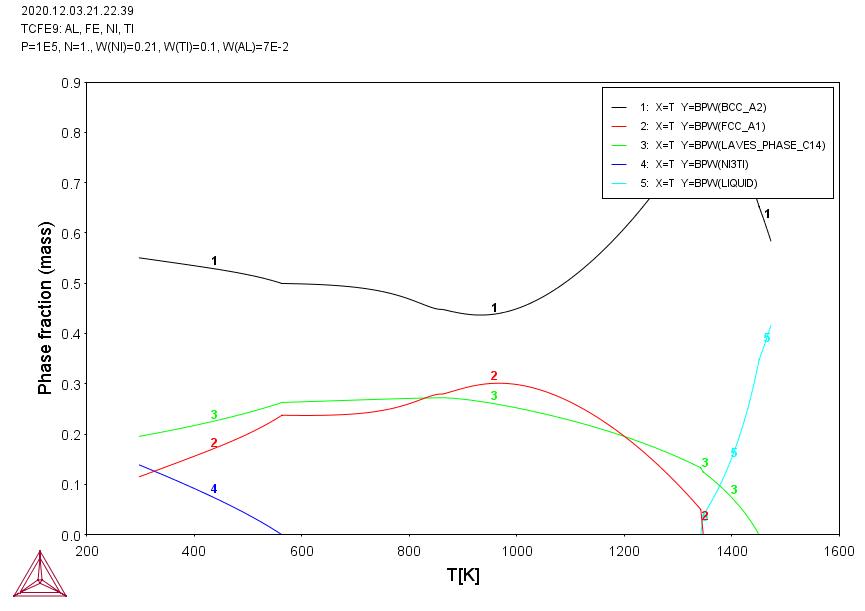 2020.12.03.21.22.39
TCFE9: AL, FE, NI, TI
P=1E5, N=1., W(NI)=0.21, W(TI)=0.1, W(AL)=7E-2
0.9
0.8
0.7
0.6
0.5
0.4
0.3
0.2
0.1
0.0
Phase fraction (mass)
1: X=T Y=BPW(BCC_A2)
2: X=T Y=BPW(FCC_A1)
3: X=T Y=BPW(LAVES_PHASE_C14)
4: X=T Y=BPW(NI3TI)
5: X=T Y=BPW(LIQUID)
1
1
1
5
2
3
3
2
5
3
3
4
2
200 400 600 800 1000 1200 1400 1600
T[K]